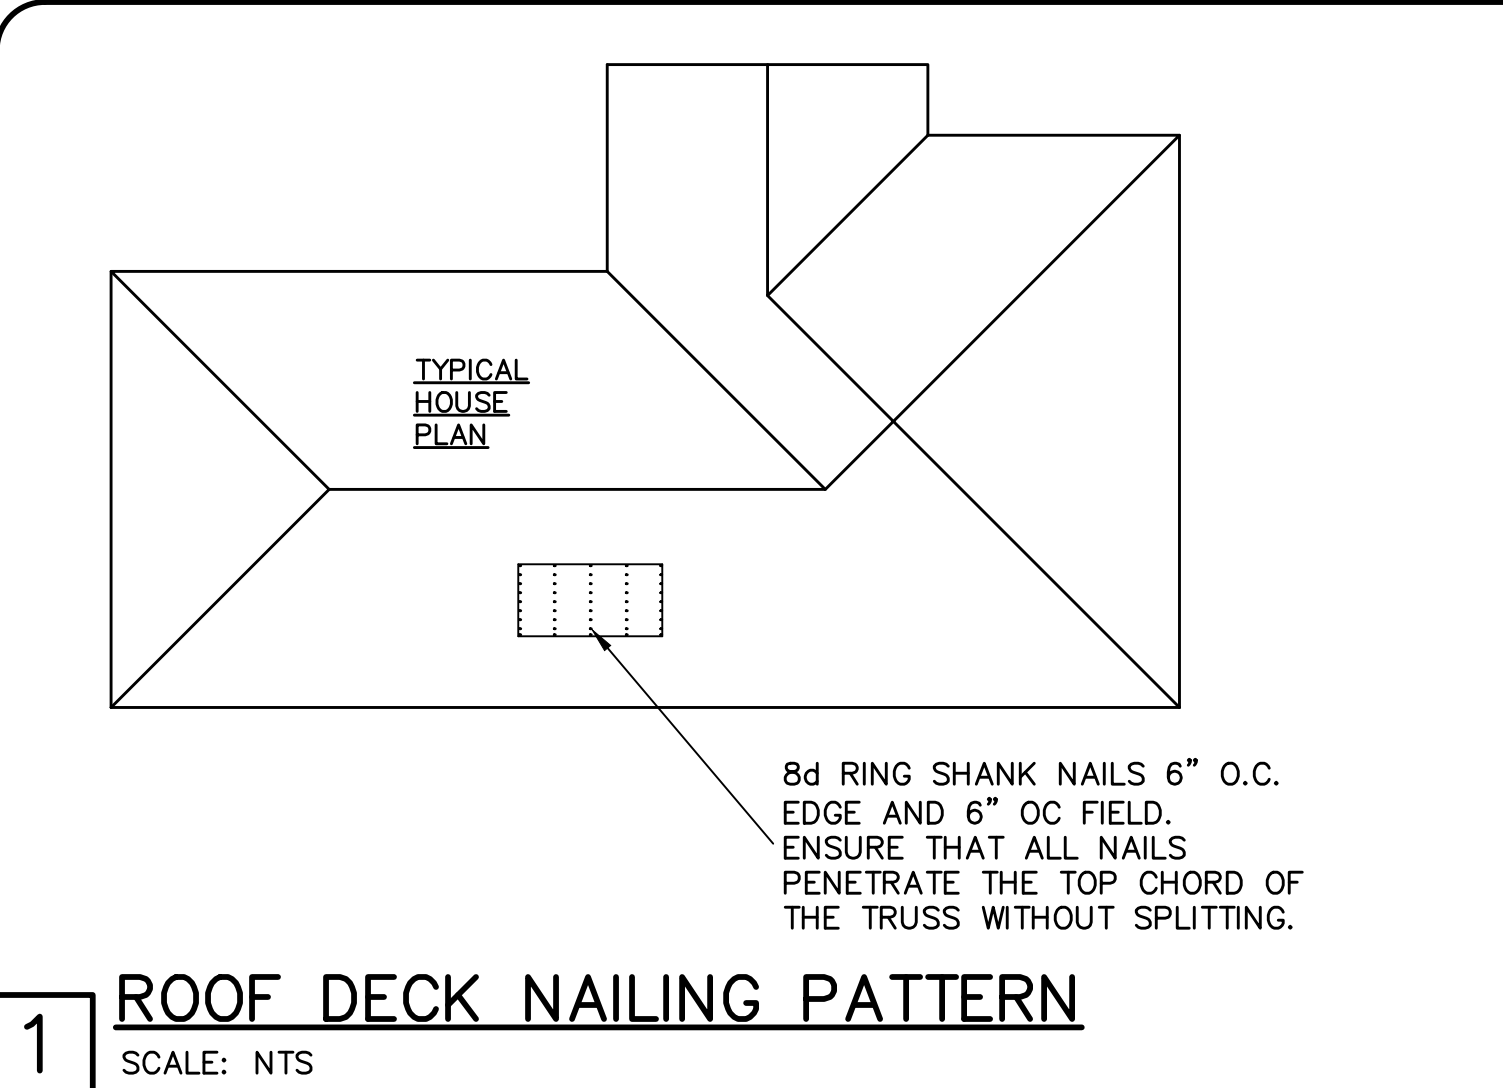 TYPICAL
HOUSE
PLAN
8d RING SHANK NAILS 6” O.C.
EDGE AND 6” OC FIELD.
ENSURE THAT ALL NAILS
PENETRATE THE TOP CHORD OF
THE TRUSS WITHOUT SPLITTING.
1
ROOF DECK NAILING PATTERN
SCALE: NTS